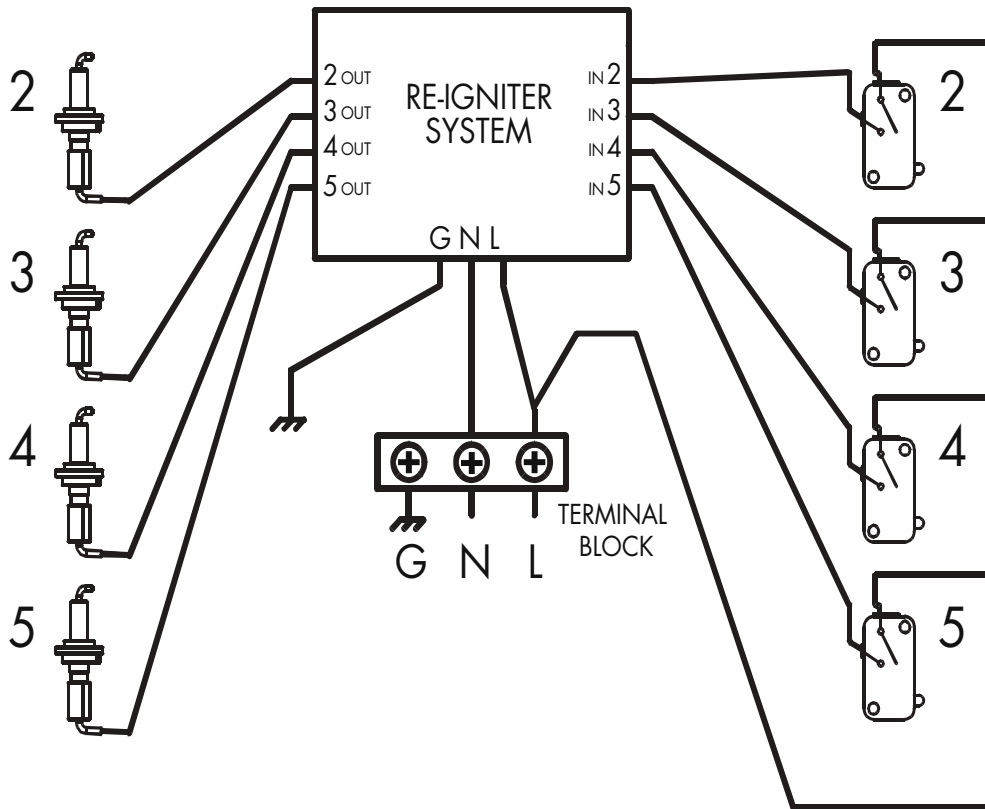 2
3
4
5
2 OUT
3 OUT
4 OUT
5 OUT
RE-IGNITER
SYSTEM
IN 2
IN 3
IN 4
IN 5
G N L
2
3
4
5
TERMINAL
BLOCK
G N L